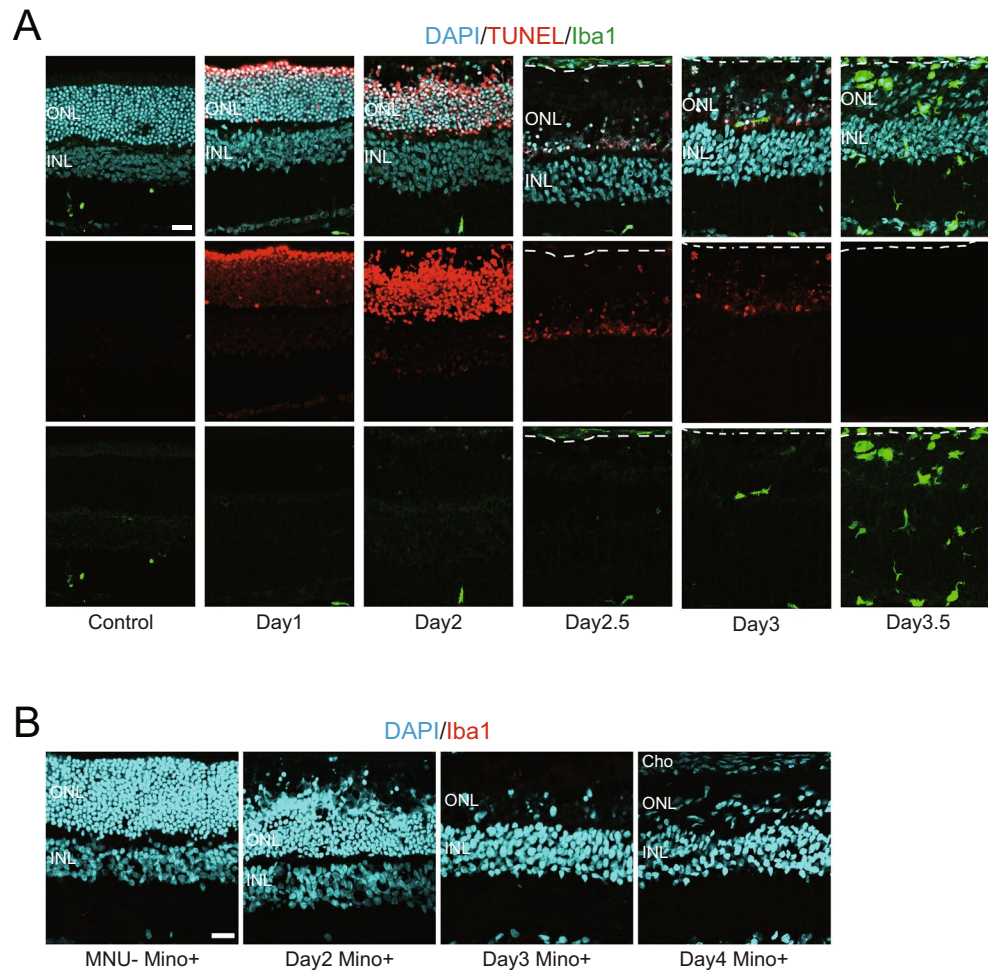 A
DAPI/TUNEL/Iba1
ONL ONL ONL ONL ONL ONL
INL INL INL INL INL INL
Control Day1 Day2 Day2.5 Day3 Day3.5
B
DAPI/Iba1
Cho
ONL ONL ONL ONL
INL INL INL INL
MNU- Mino+ Day2 Mino+ Day3 Mino+ Day4 Mino+